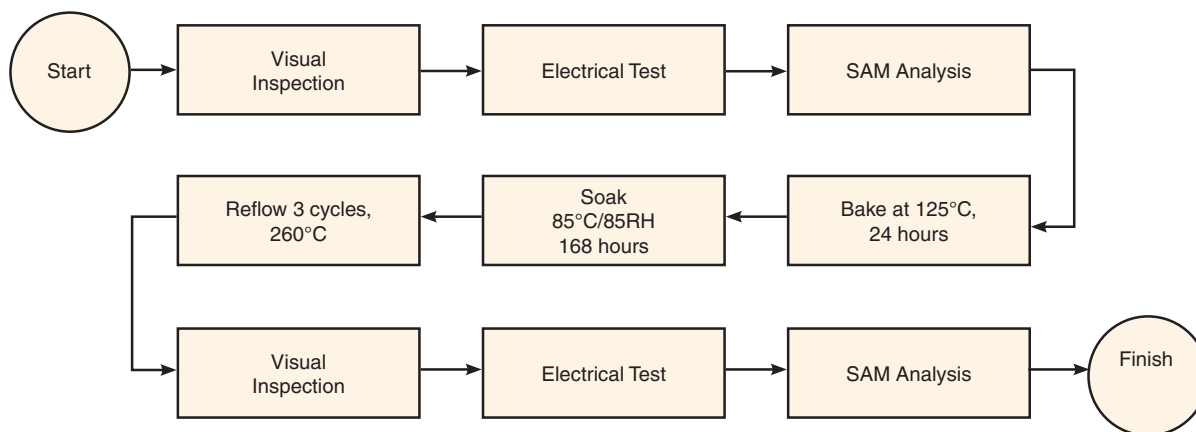 Start
Visual
Inspection
Electrical Test
SAM Analysis
Bake at 125°C,
24 hours
Soak
85°C/85RH
168 hours
Reflow 3 cycles,
260°C
Visual
Inspection
Electrical Test
SAM Analysis
Finish